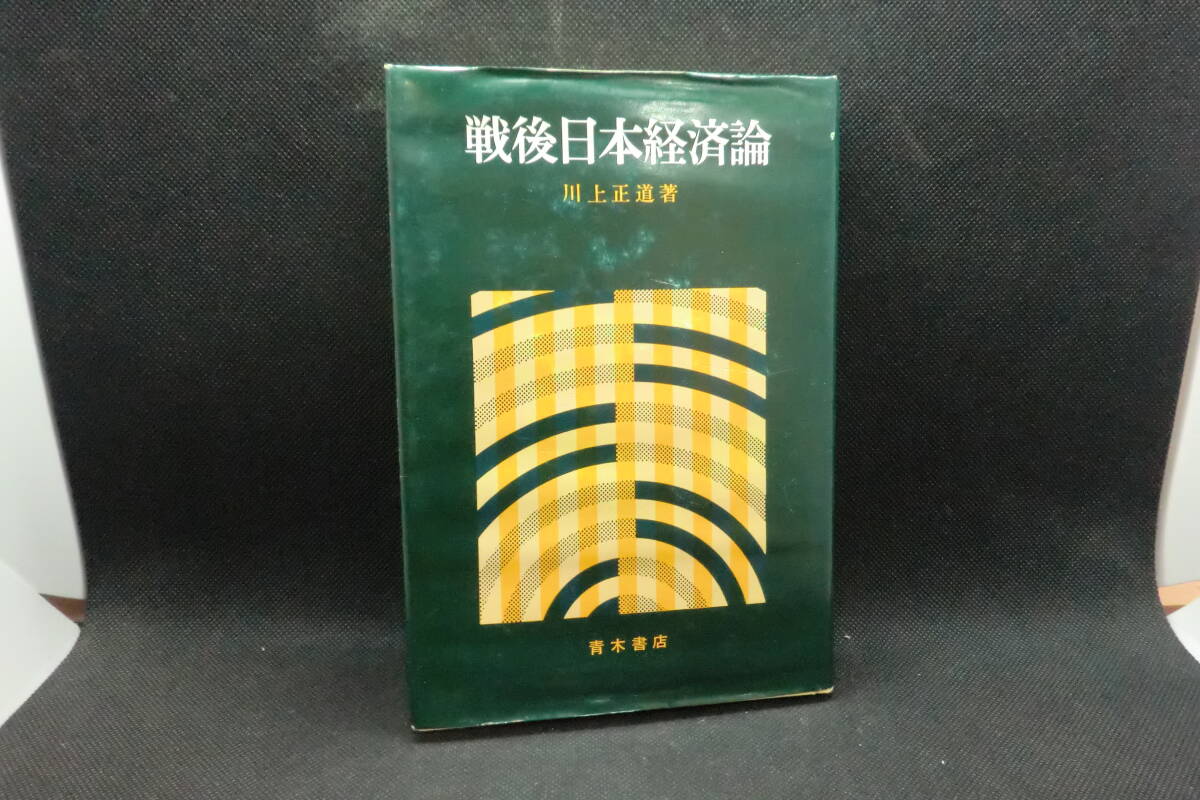 戦後日本経済論
川上正道著
青木書店